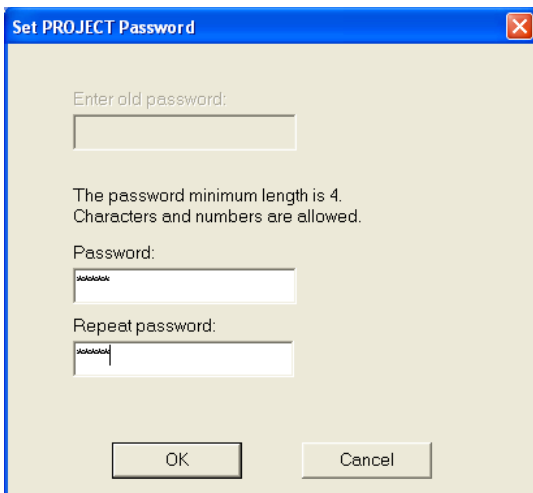 Set PROJECT Password
Enter old password:
The password minimum length is 4.
Characters and numbers are allowed.
Password:
*****
Repeat password:
*****
OK Cancel